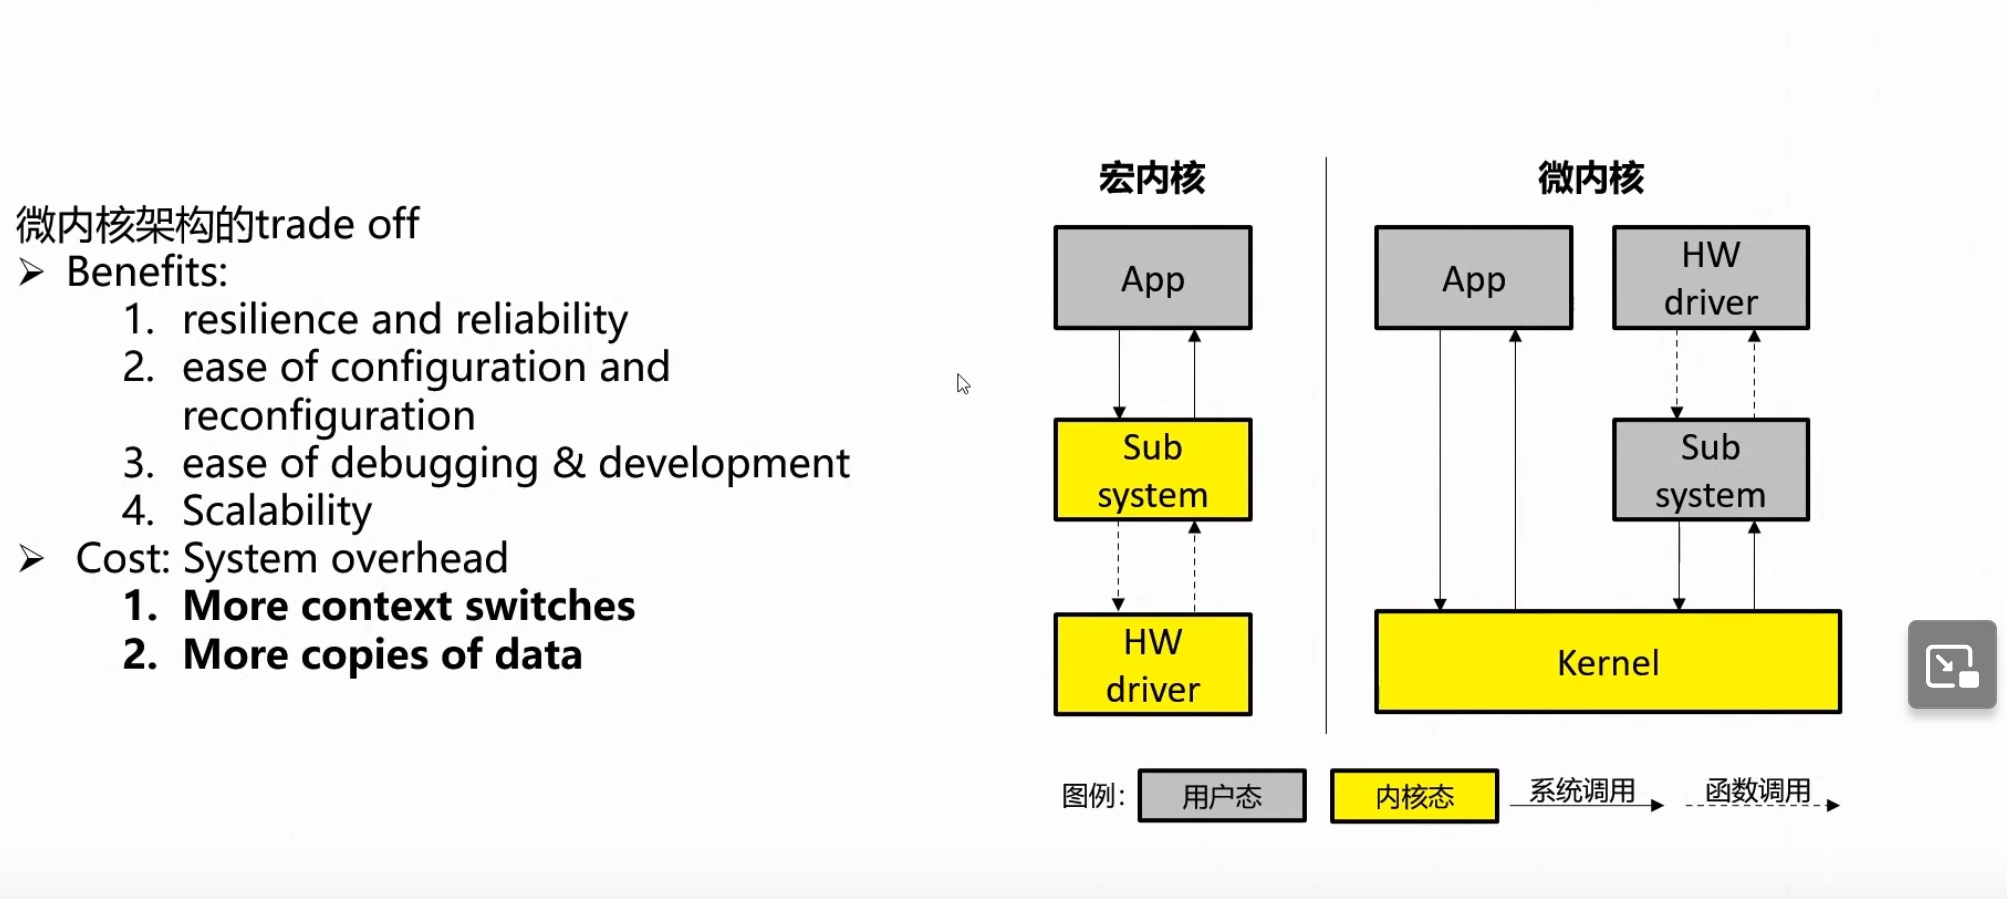 微内核架构的trade off
➢ Benefits:
1. resilience and reliability
2. ease of configuration and
reconfiguration
3. ease of debugging & development
4. Scalability
➢ Cost: System overhead
1. More context switches
2. More copies of data
宏内核
App
Sub
system
HW
driver
微内核
App
HW
driver
Sub
system
Kernel
图例：
用户态
内核态
系统调用
函数调用